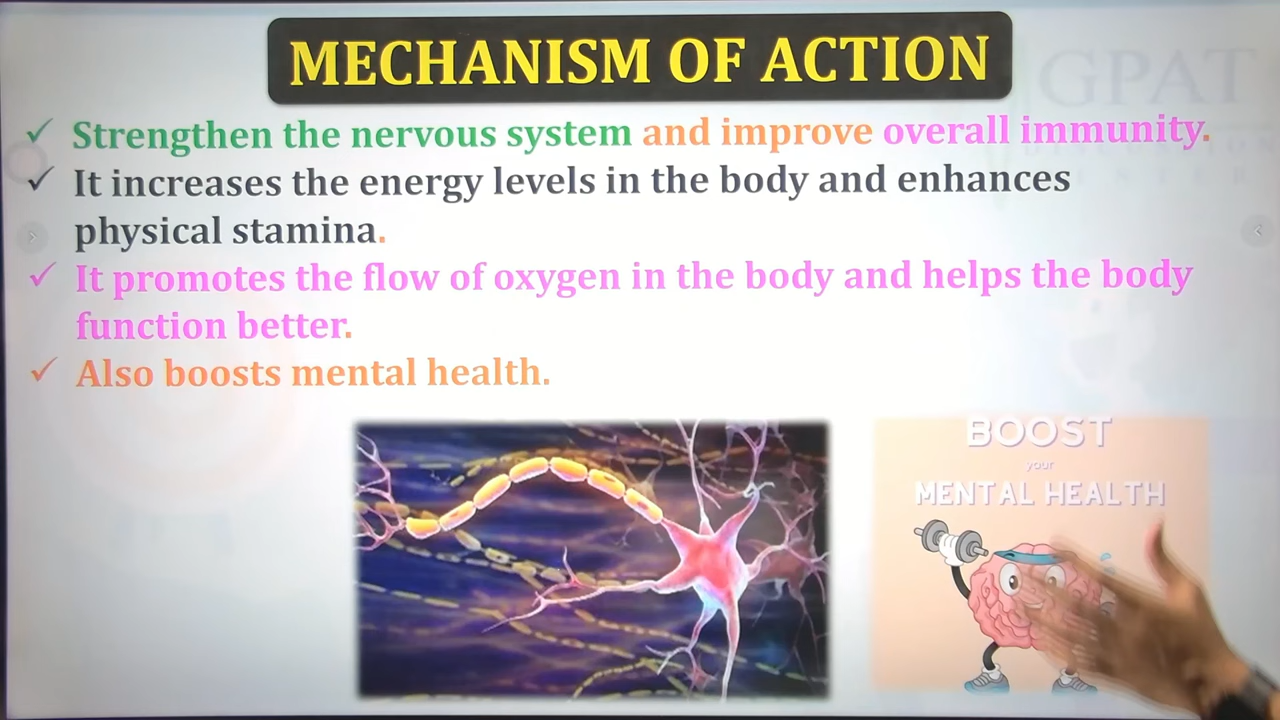 MECHANISM OF ACTION
GPAT
✓ Strengthen the nervous system and improve overall immunity.
✓ It increases the energy levels in the body and enhances
physical stamina.
✓ It promotes the flow of oxygen in the body and helps the body
function better.
✓ Also boosts mental health.
BOOST
your
MENTAL HEALTH